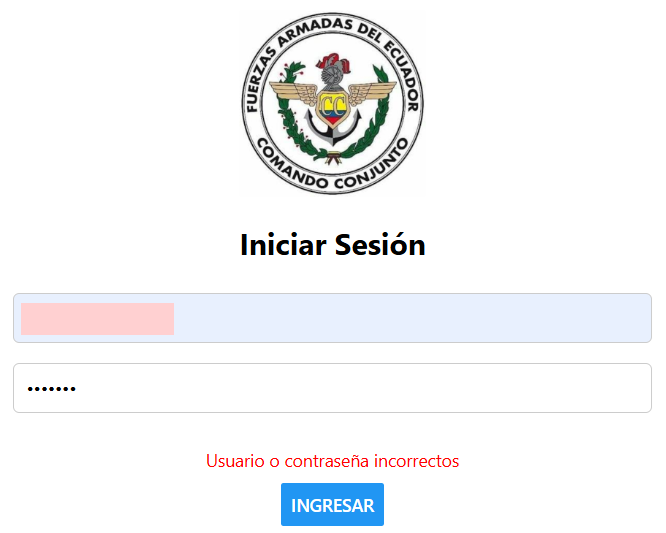 FUERZAS ARMADAS DEL ECUADOR
CC
COMANDO CONJUNTO
Iniciar Sesión
•••••••
Usuario o contraseña incorrectos
INGRESAR